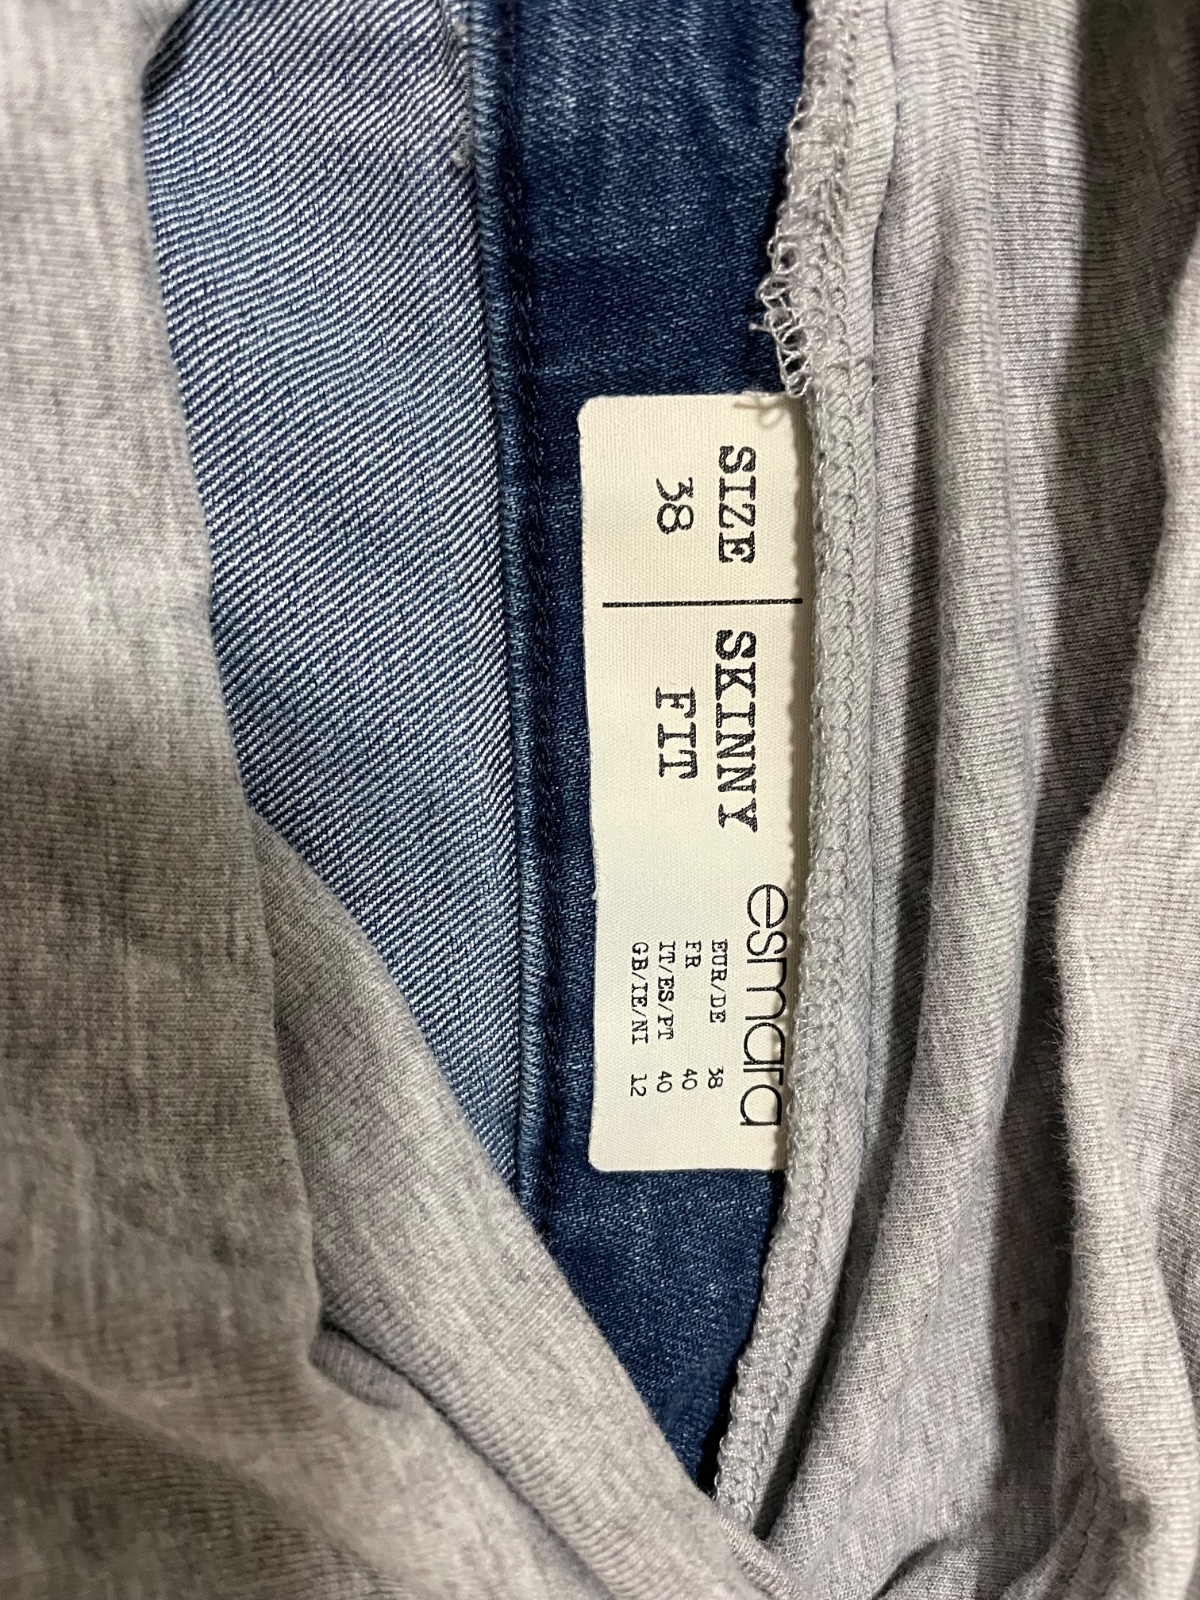 SIZE
38
SKINNY
FIT
esmara
EUR/DE 38
FR 40
IT/ES/PT 40
GB/IE/NI 12